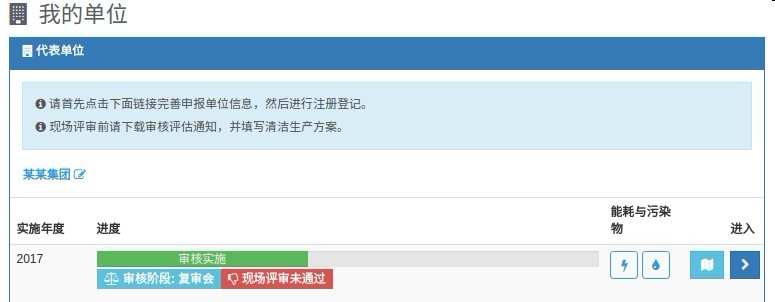 我的单位
代表单位
请首先点击下面链接完善申报单位信息，然后进行注册登记。
现场评审前请下载审核评估通知，并填写清洁生产方案。
某某集团
实施年度 进度 能耗与污染物 进入
2017 审核实施
审核阶段: 复审会 现场评审未通过